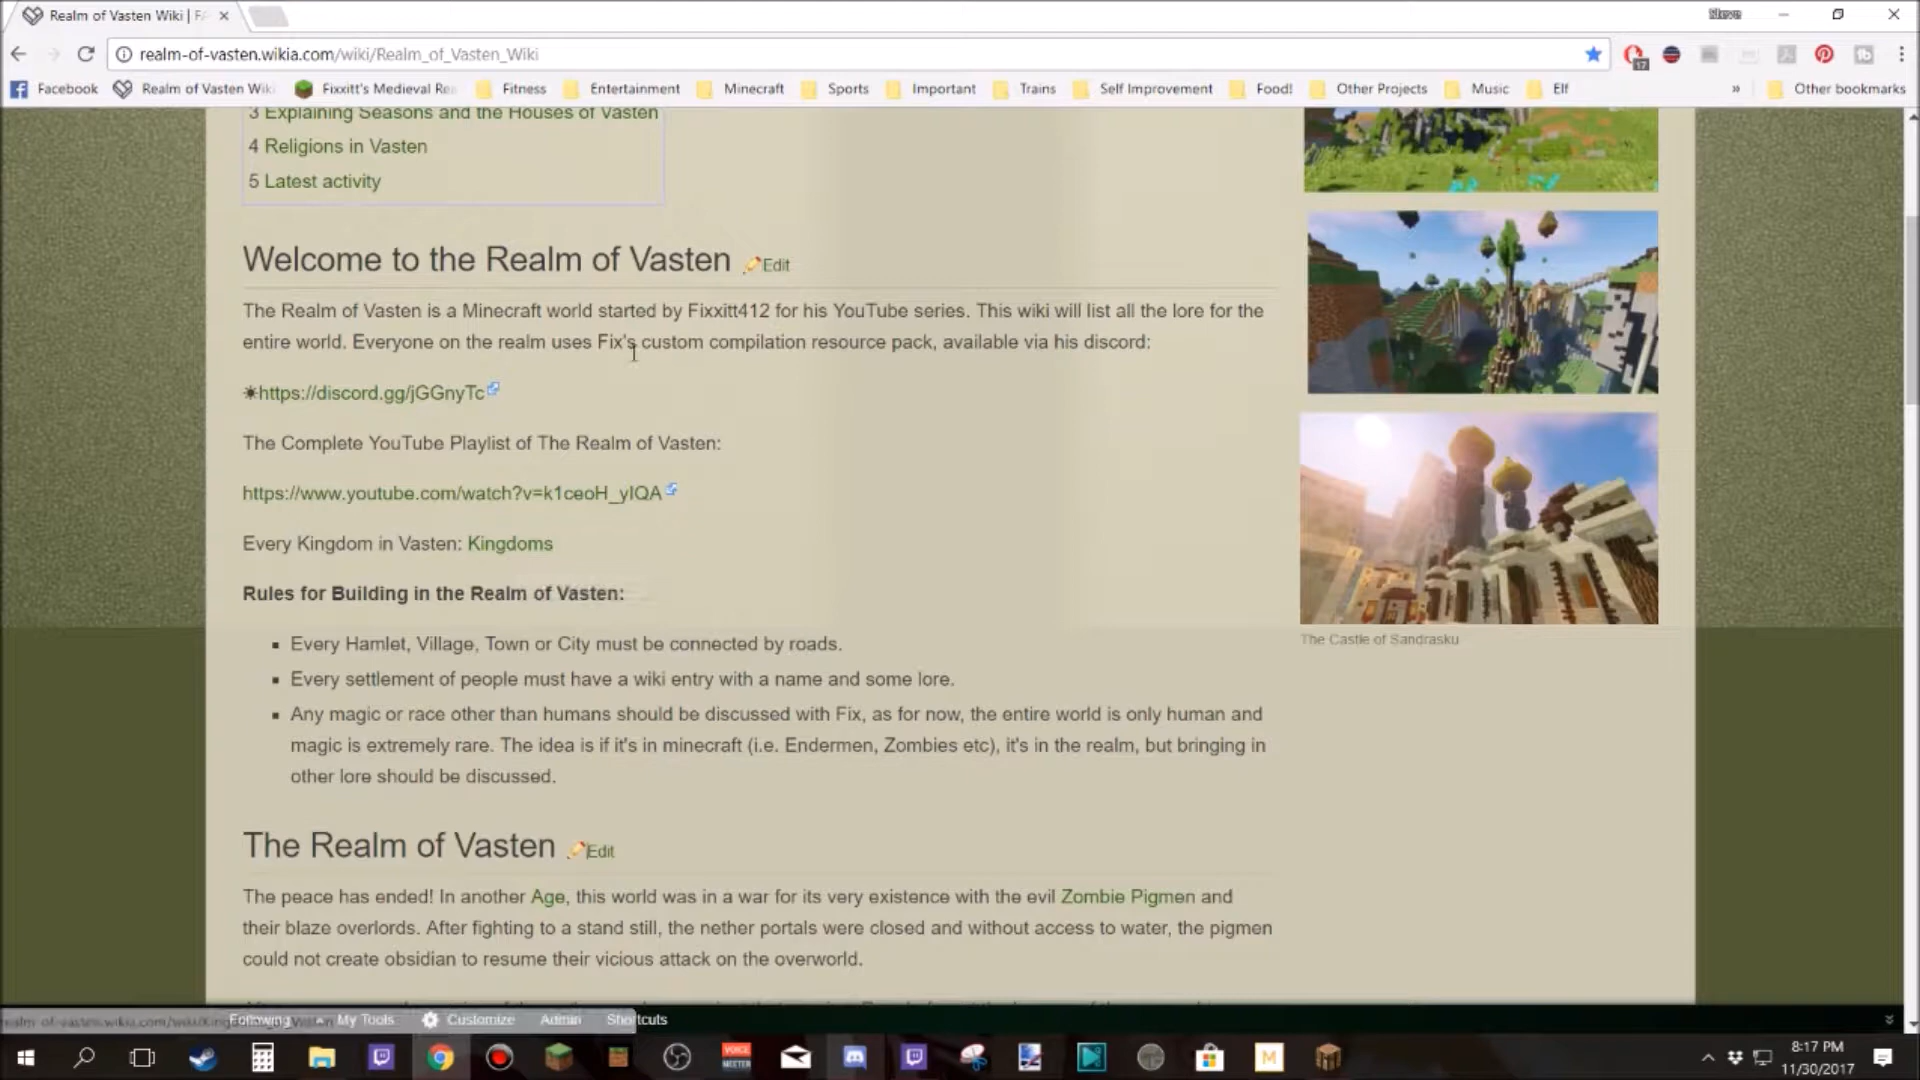 Realm of Vasten Wiki | FA
Steve
realm-of-vasten.wikia.com/wiki/Realm_of_Vasten_Wiki
17
Facebook Realm of Vasten Wiki Fixxitt's Medieval Rea Fitness Entertainment Minecraft Sports Important Trains Self Improvement Food! Other Projects Music Elf » Other bookmarks
3 Explaining Seasons and the Houses of Vasten
4 Religions in Vasten
5 Latest activity
Welcome to the Realm of Vasten Edit
The Realm of Vasten is a Minecraft world started by Fixxitt412 for his YouTube series. This wiki will list all the lore for the
entire world. Everyone on the realm uses Fix's custom compilation resource pack, available via his discord:
☀https://discord.gg/jGGnyTc
The Complete YouTube Playlist of The Realm of Vasten:
https://www.youtube.com/watch?v=k1ceoH_yIQA
Every Kingdom in Vasten: Kingdoms
Rules for Building in the Realm of Vasten:
Every Hamlet, Village, Town or City must be connected by roads.
Every settlement of people must have a wiki entry with a name and some lore.
Any magic or race other than humans should be discussed with Fix, as for now, the entire world is only human and
magic is extremely rare. The idea is if it's in minecraft (i.e. Endermen, Zombies etc), it's in the realm, but bringing in
other lore should be discussed.
The Castle of Sandrasku
The Realm of Vasten Edit
The peace has ended! In another Age, this world was in a war for its very existence with the evil Zombie Pigmen and
their blaze overlords. After fighting to a stand still, the nether portals were closed and without access to water, the pigmen
could not create obsidian to resume their vicious attack on the overworld.
Following My Tools Customize Admin Shortcuts
VOICE
MEETER
M
8:17 PM
11/30/2017